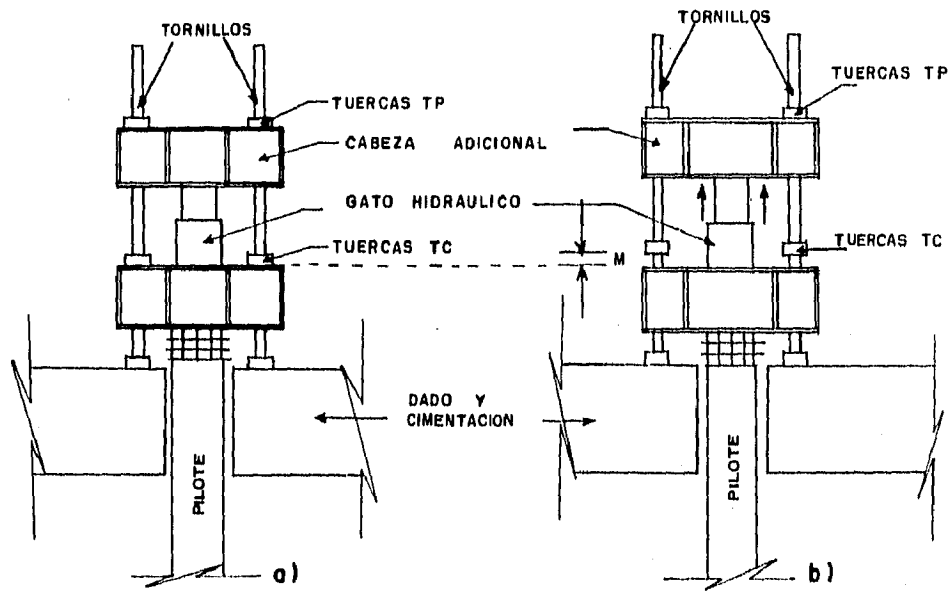 TORNILLOS
TUERCAS TP
CABEZA ADICIONAL
GATO HIDRAULICO
TUERCAS TC
M
DADO Y
CIMENTACION
PILOTE
a)
TORNILLOS
TUERCAS TP
TUERCAS TC
PILOTE
b)